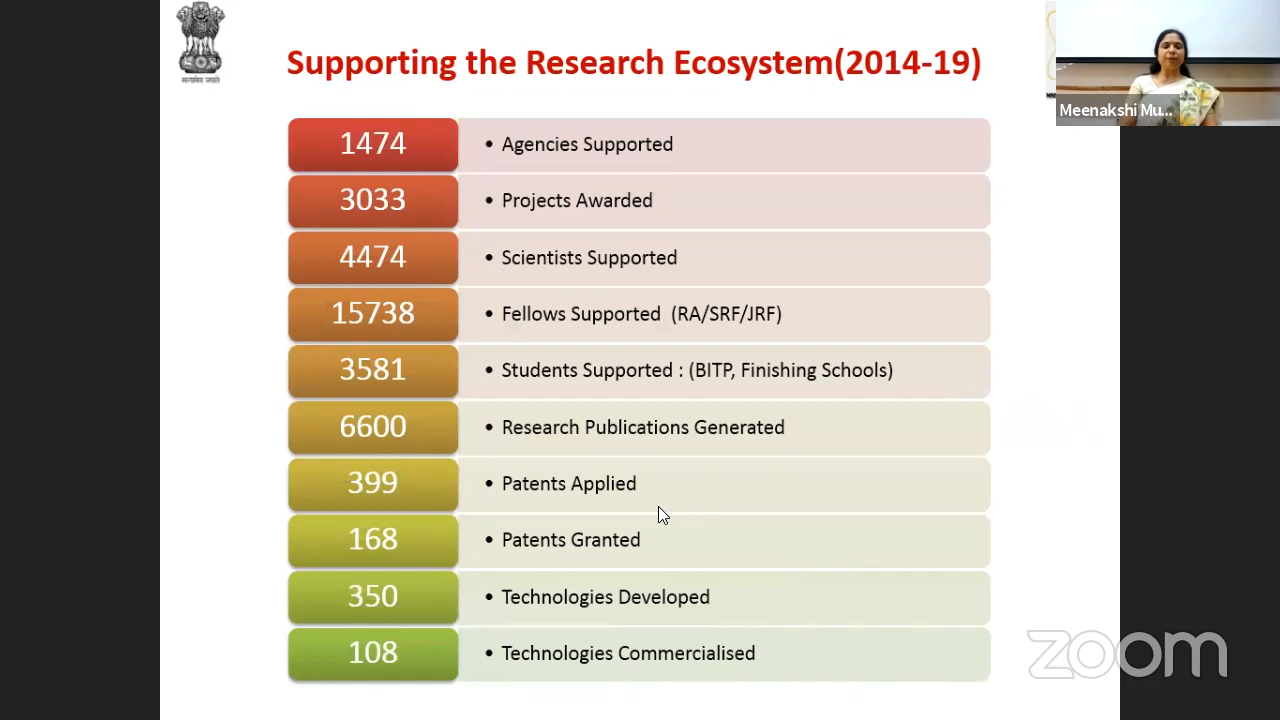 Supporting the Research Ecosystem(2014-19)
Meenakshi Mu...
1474
• Agencies Supported
3033
• Projects Awarded
4474
• Scientists Supported
15738
• Fellows Supported (RA/SRF/JRF)
3581
• Students Supported : (BITP, Finishing Schools)
6600
• Research Publications Generated
399
• Patents Applied
168
• Patents Granted
350
• Technologies Developed
108
• Technologies Commercialised
zoom